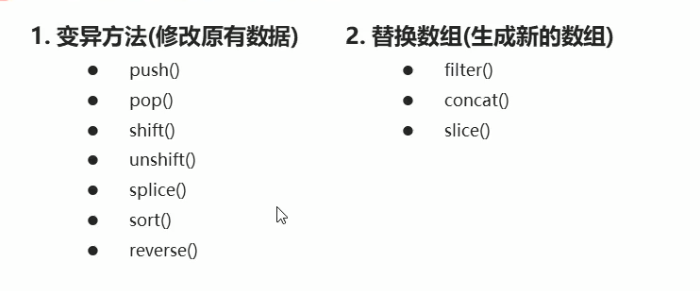 1. 变异方法(修改原有数据)
● push()
● pop()
● shift()
● unshift()
● splice()
● sort()
● reverse()
2. 替换数组(生成新的数组)
● filter()
● concat()
● slice()